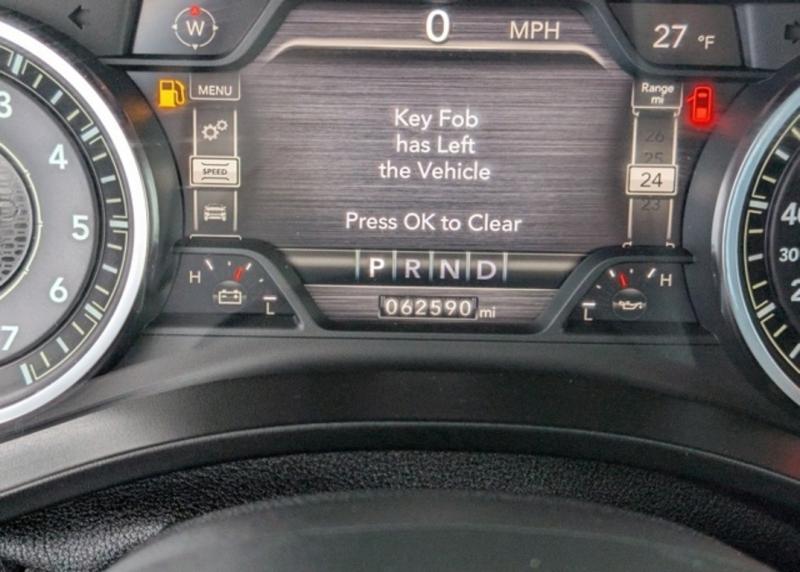 W
0 MPH
27 °F
MENU
Range
mi
3
4
5
6
7
SPEED
Key Fob
has Left
the Vehicle
Press OK to Clear
26
25
24
23
P R N D
H
L
H
L
062590 mi
30